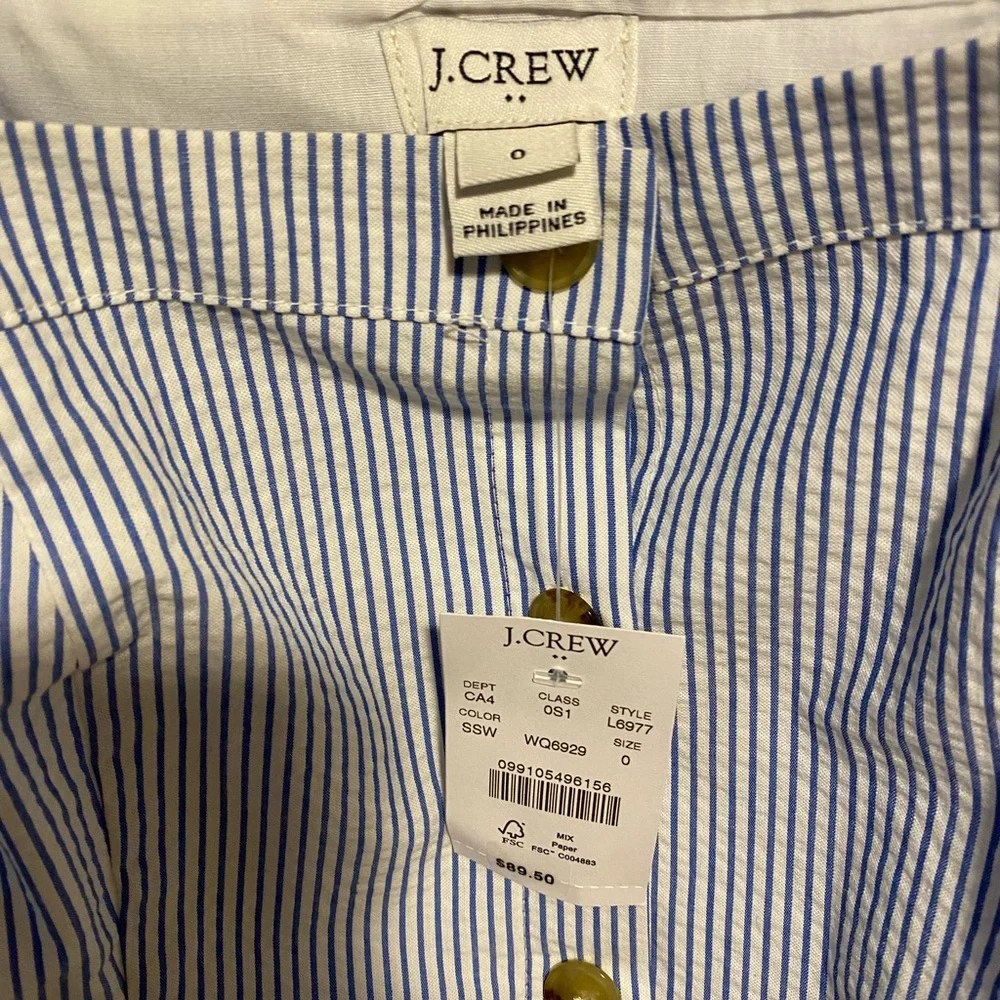 J.CREW
0
MADE IN
PHILIPPINES
J.CREW
DEPT CLASS STYLE
CA4 0S1 L6977
COLOR WQ6929 SIZE
SSW 0
099105496156
FSC
MIX
Paper
FSC™ C004883
$89.50